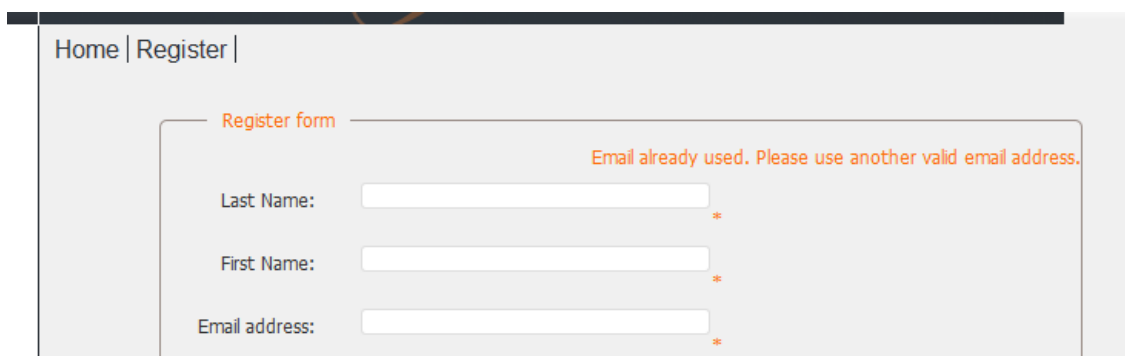 Home | Register |
Register form
Email already used. Please use another valid email address.
Last Name:
*
First Name:
*
Email address:
*